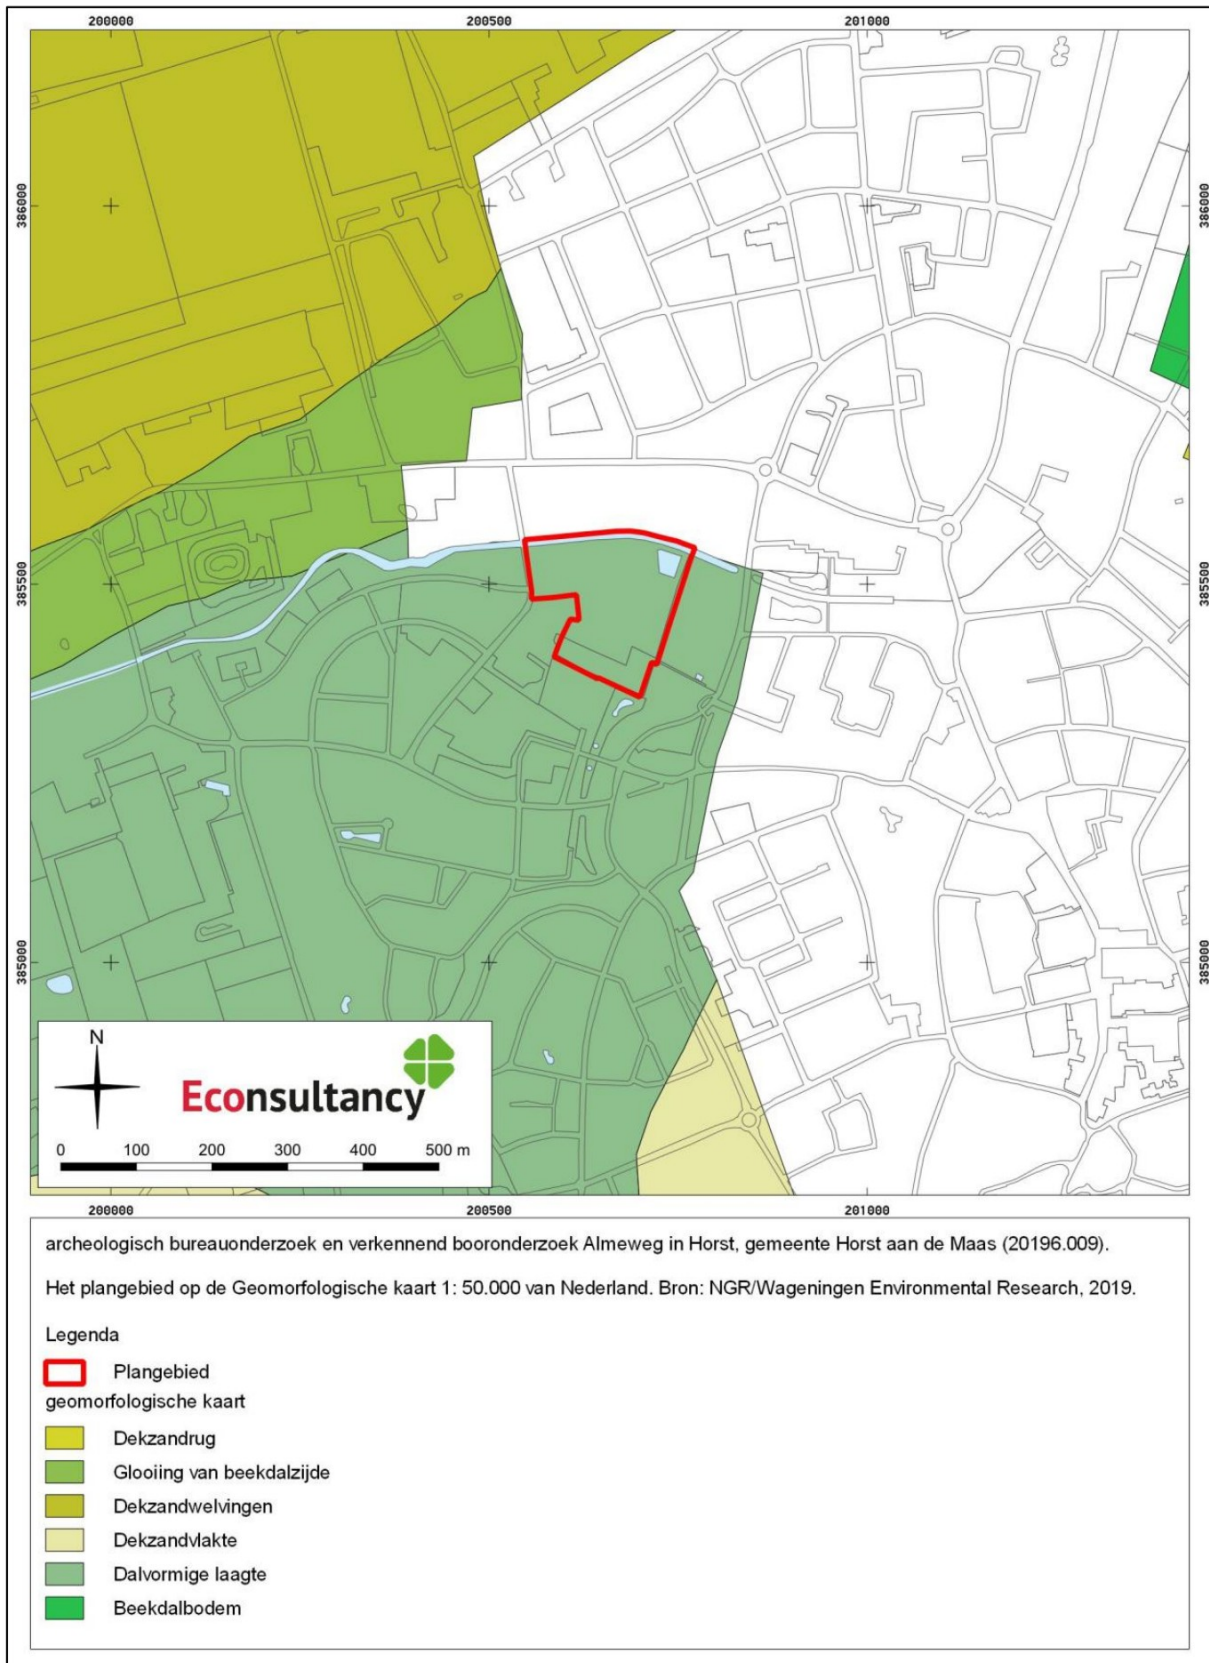 200000 200500 201000
386000 386000
385500 385500
385000 385000
N
Econsultancy
0 100 200 300 400 500 m
200000 200500 201000
archeologisch bureauonderzoek en verkennend booronderzoek Almeweg in Horst, gemeente Horst aan de Maas (20196.009).
Het plangebied op de Geomorfologische kaart 1: 50.000 van Nederland. Bron: NGR/Wageningen Environmental Research, 2019.
Legenda
Plangebied
geomorfologische kaart
Dekzandrug
Glooiing van beekdalzijde
Dekzandwelvingen
Dekzandvlakte
Dalvormige laagte
Beekdalbodem